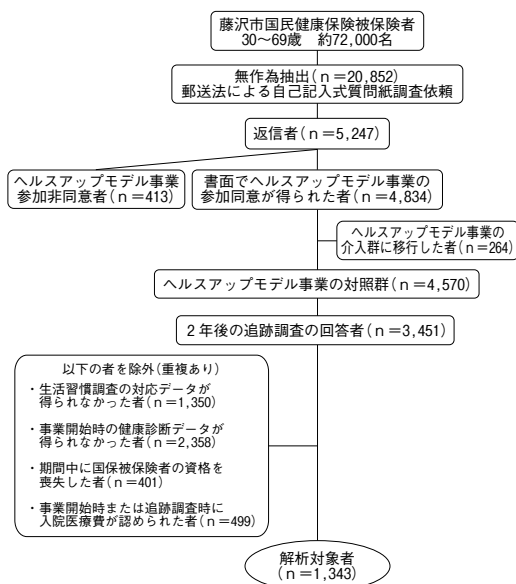 藤沢市国民健康保険被保険者
30～69歳　約72,000名
無作為抽出(n＝20,852)
郵送法による自己記入式質問紙調査依頼
返信者(n＝5,247)
ヘルスアップモデル事業
参加非同意者(n＝413)
書面でヘルスアップモデル事業の
参加同意が得られた者(n＝4,834)
ヘルスアップモデル事業の
介入群に移行した者(n＝264)
ヘルスアップモデル事業の対照群(n＝4,570)
2年後の追跡調査の回答者(n＝3,451)
以下の者を除外(重複あり)
・生活習慣調査の対応データが
得られなかった者(n＝1,350)
・事業開始時の健康診断データが
得られなかった者(n＝2,358)
・期間中に国保被保険者の資格を
喪失した者(n＝401)
・事業開始時または追跡調査時に
入院医療費が認められた者(n＝499)
解析対象者
(n＝1,343)